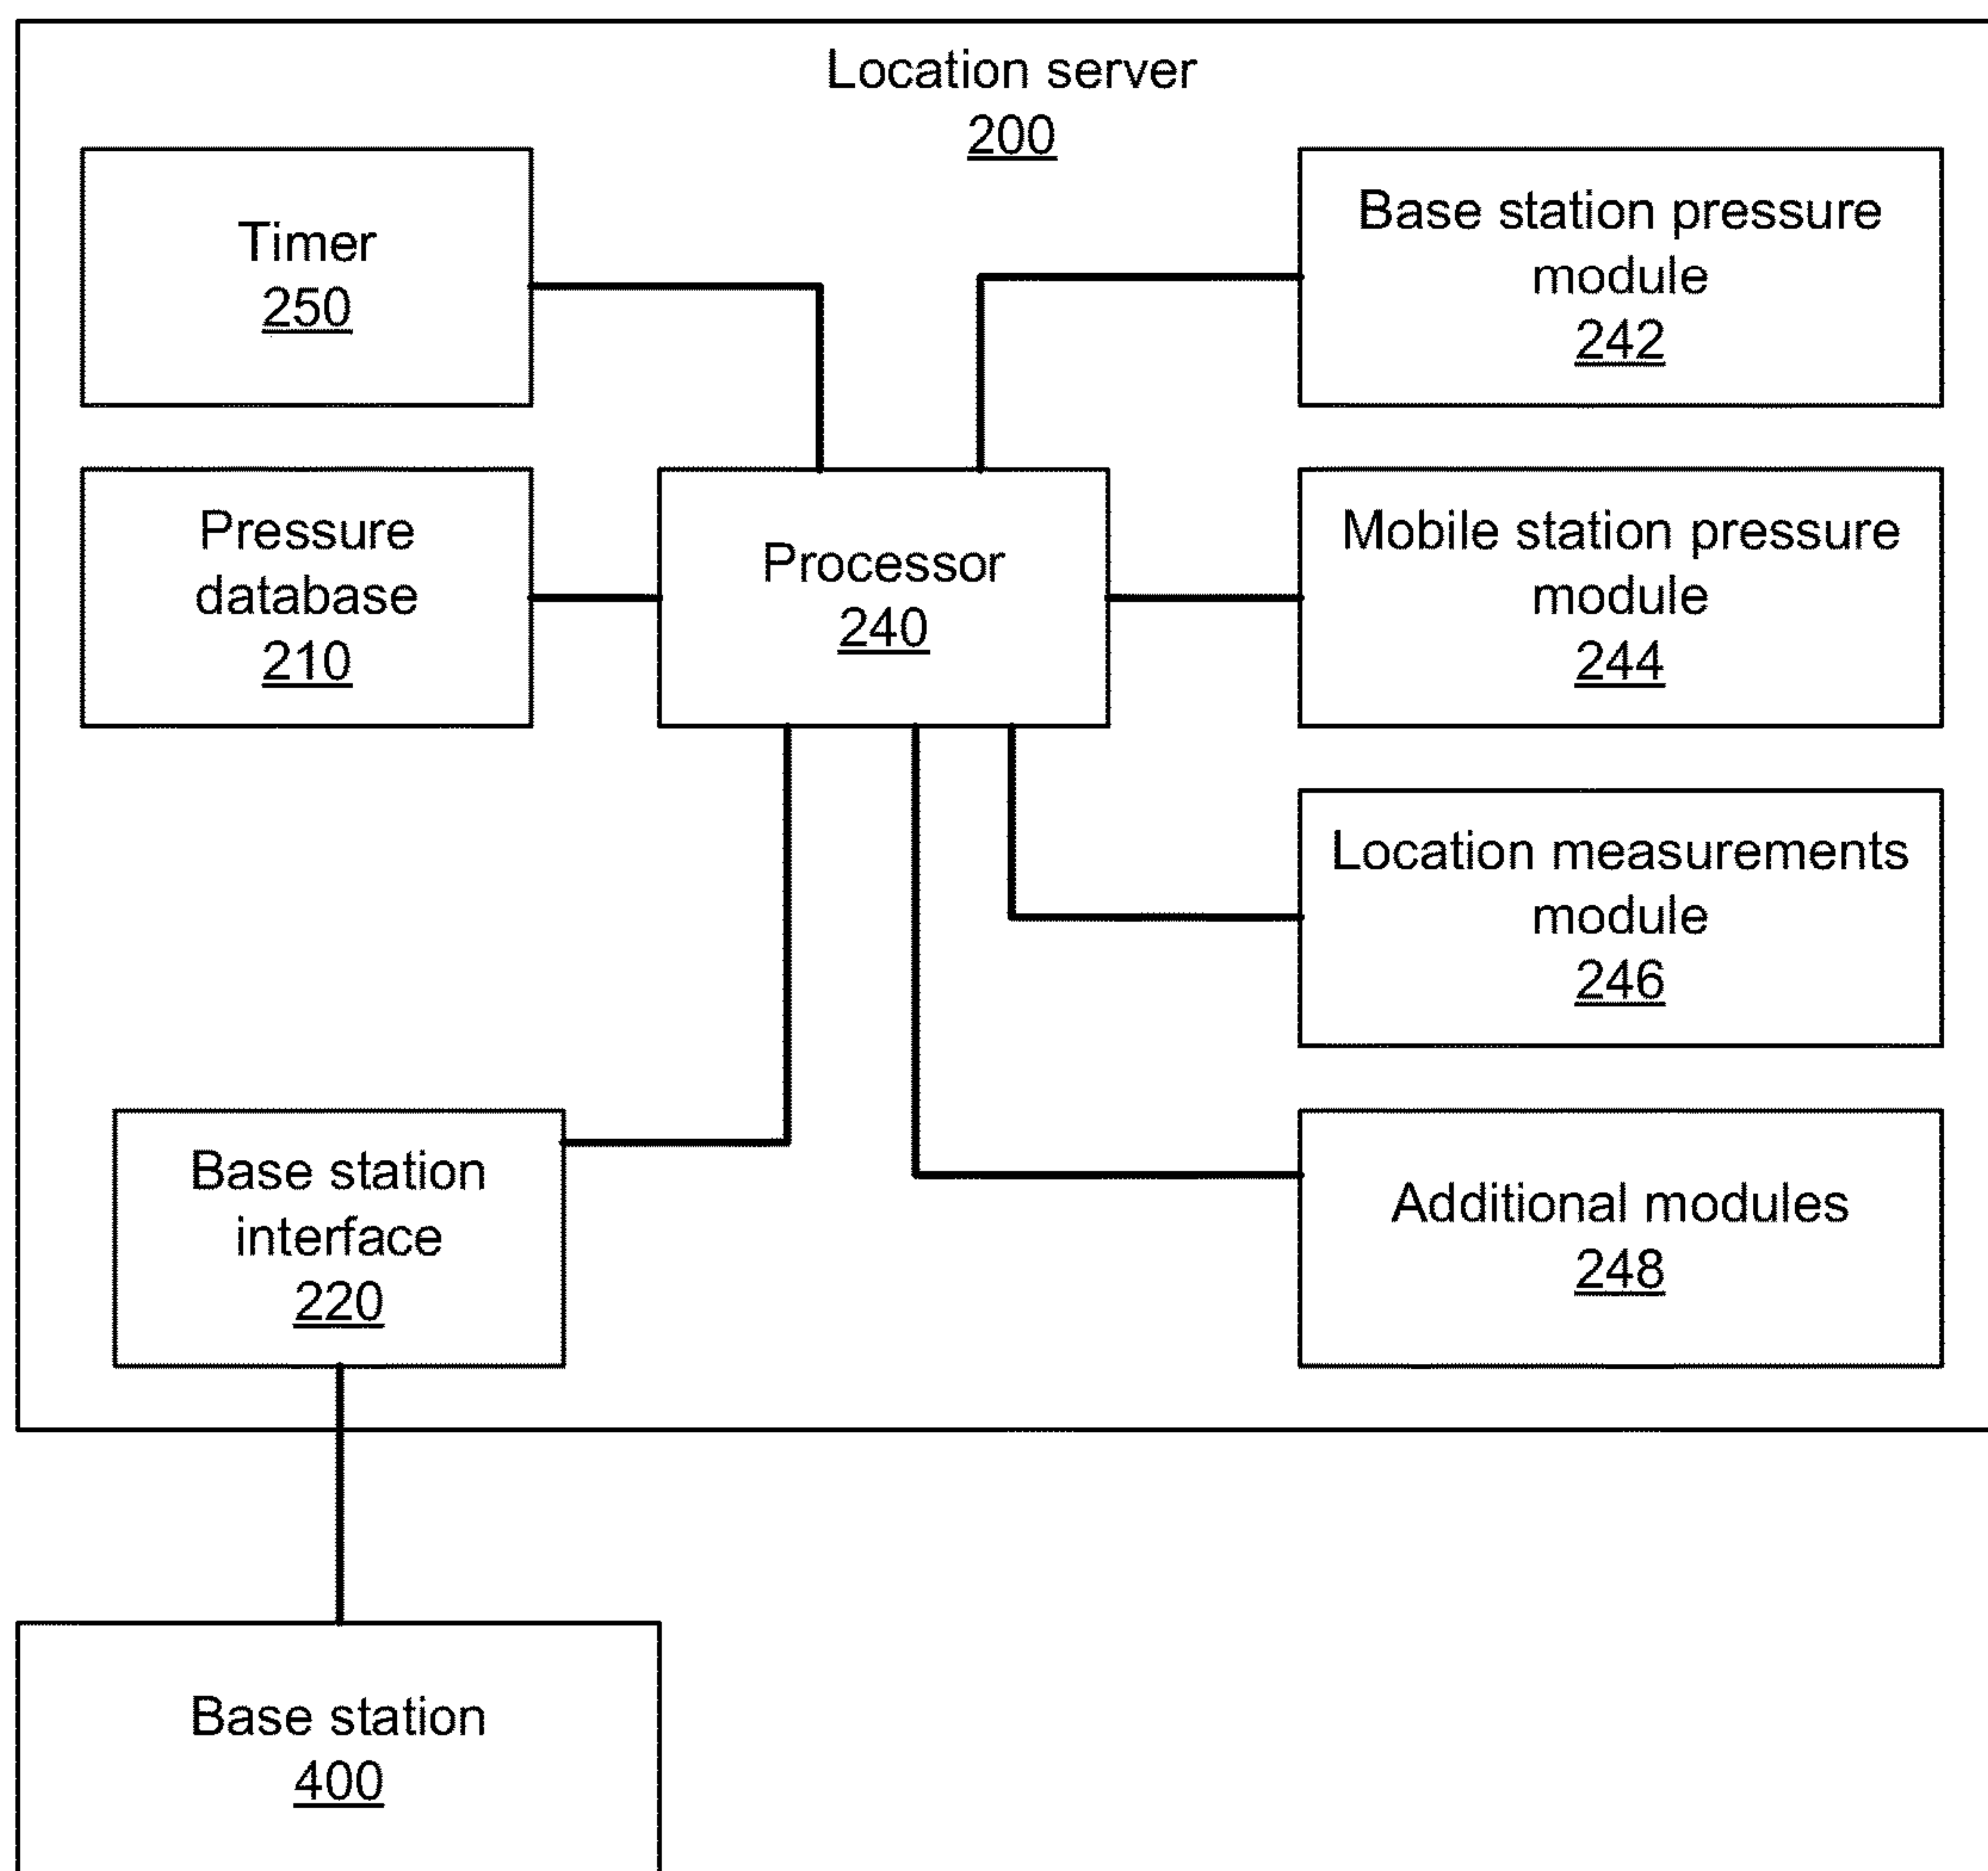 Location server
200
Timer
250
Base station pressure
module
242
Pressure
database
210
Processor
240
Mobile station pressure
module
244
Location measurements
module
246
Base station
interface
220
Additional modules
248
Base station
400